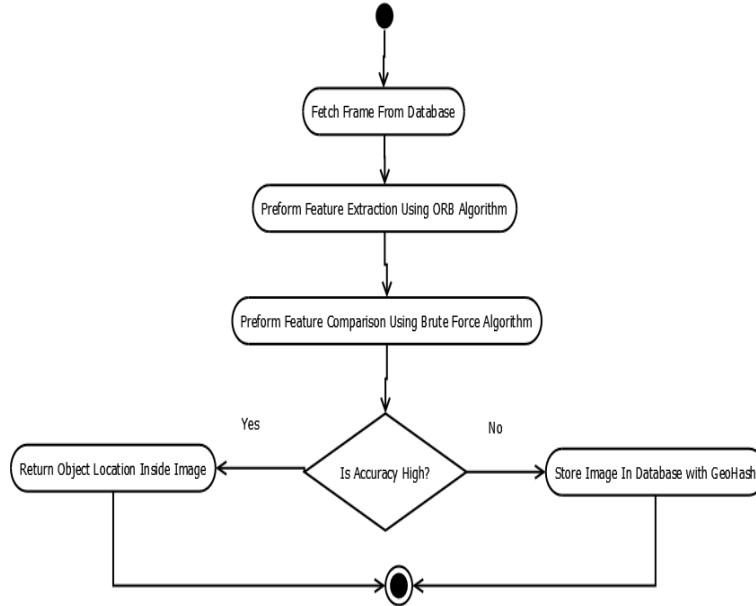 Fetch Frame From Database
Preform Feature Extraction Using ORB Algorithm
Preform Feature Comparison Using Brute Force Algorithm
Yes
No
Return Object Location Inside Image
Is Accuracy High?
Store Image In Database with GeoHash